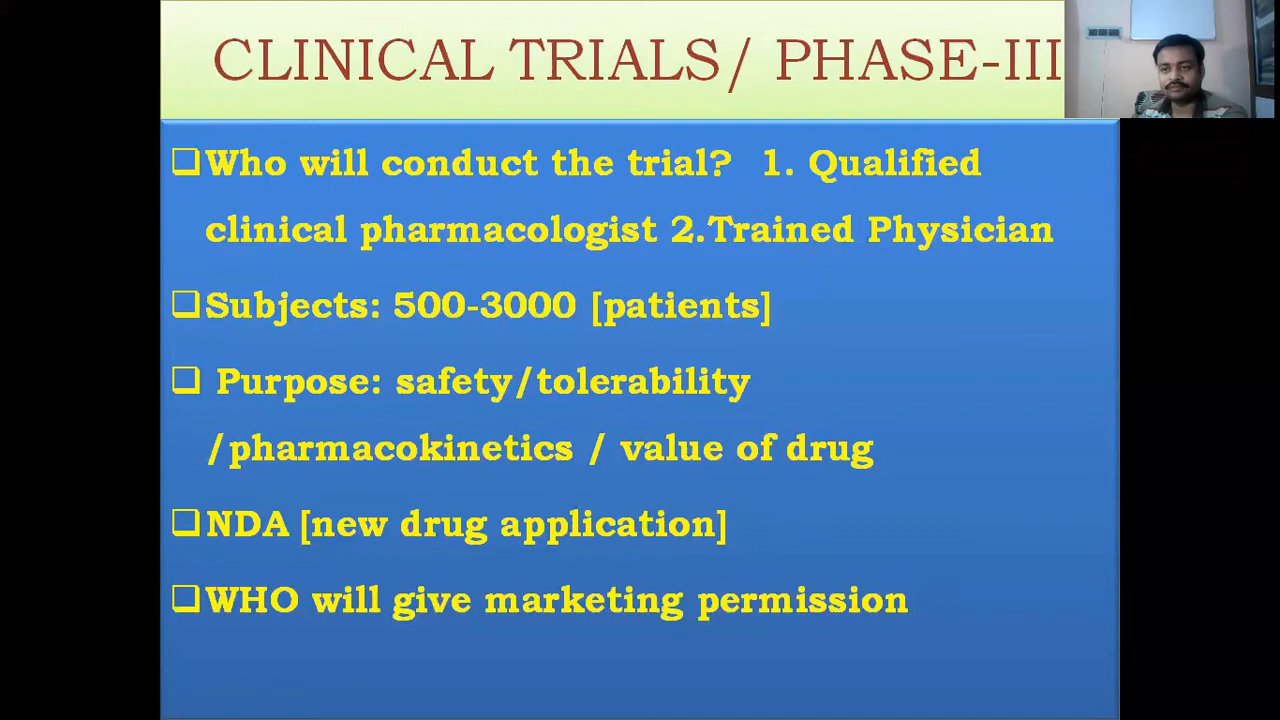 CLINICAL TRIALS/ PHASE-III
Who will conduct the trial? 1. Qualified
clinical pharmacologist 2.Trained Physician
Subjects: 500-3000 [patients]
Purpose: safety/tolerability
/pharmacokinetics / value of drug
NDA [new drug application]
WHO will give marketing permission